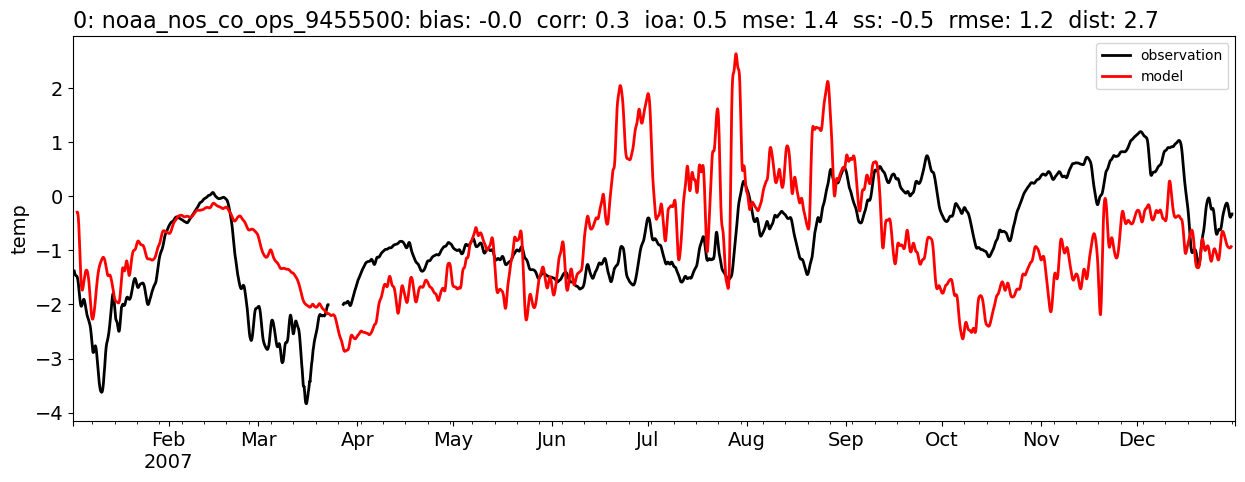 0: noaa_nos_co_ops_9455500: bias: -0.0  corr: 0.3  ioa: 0.5  mse: 1.4  ss: -0.5  rmse: 1.2  dist: 2.7
observation
model
2
1
0
−1
−2
−3
−4
temp
Feb Mar Apr May Jun Jul Aug Sep Oct Nov Dec
2007